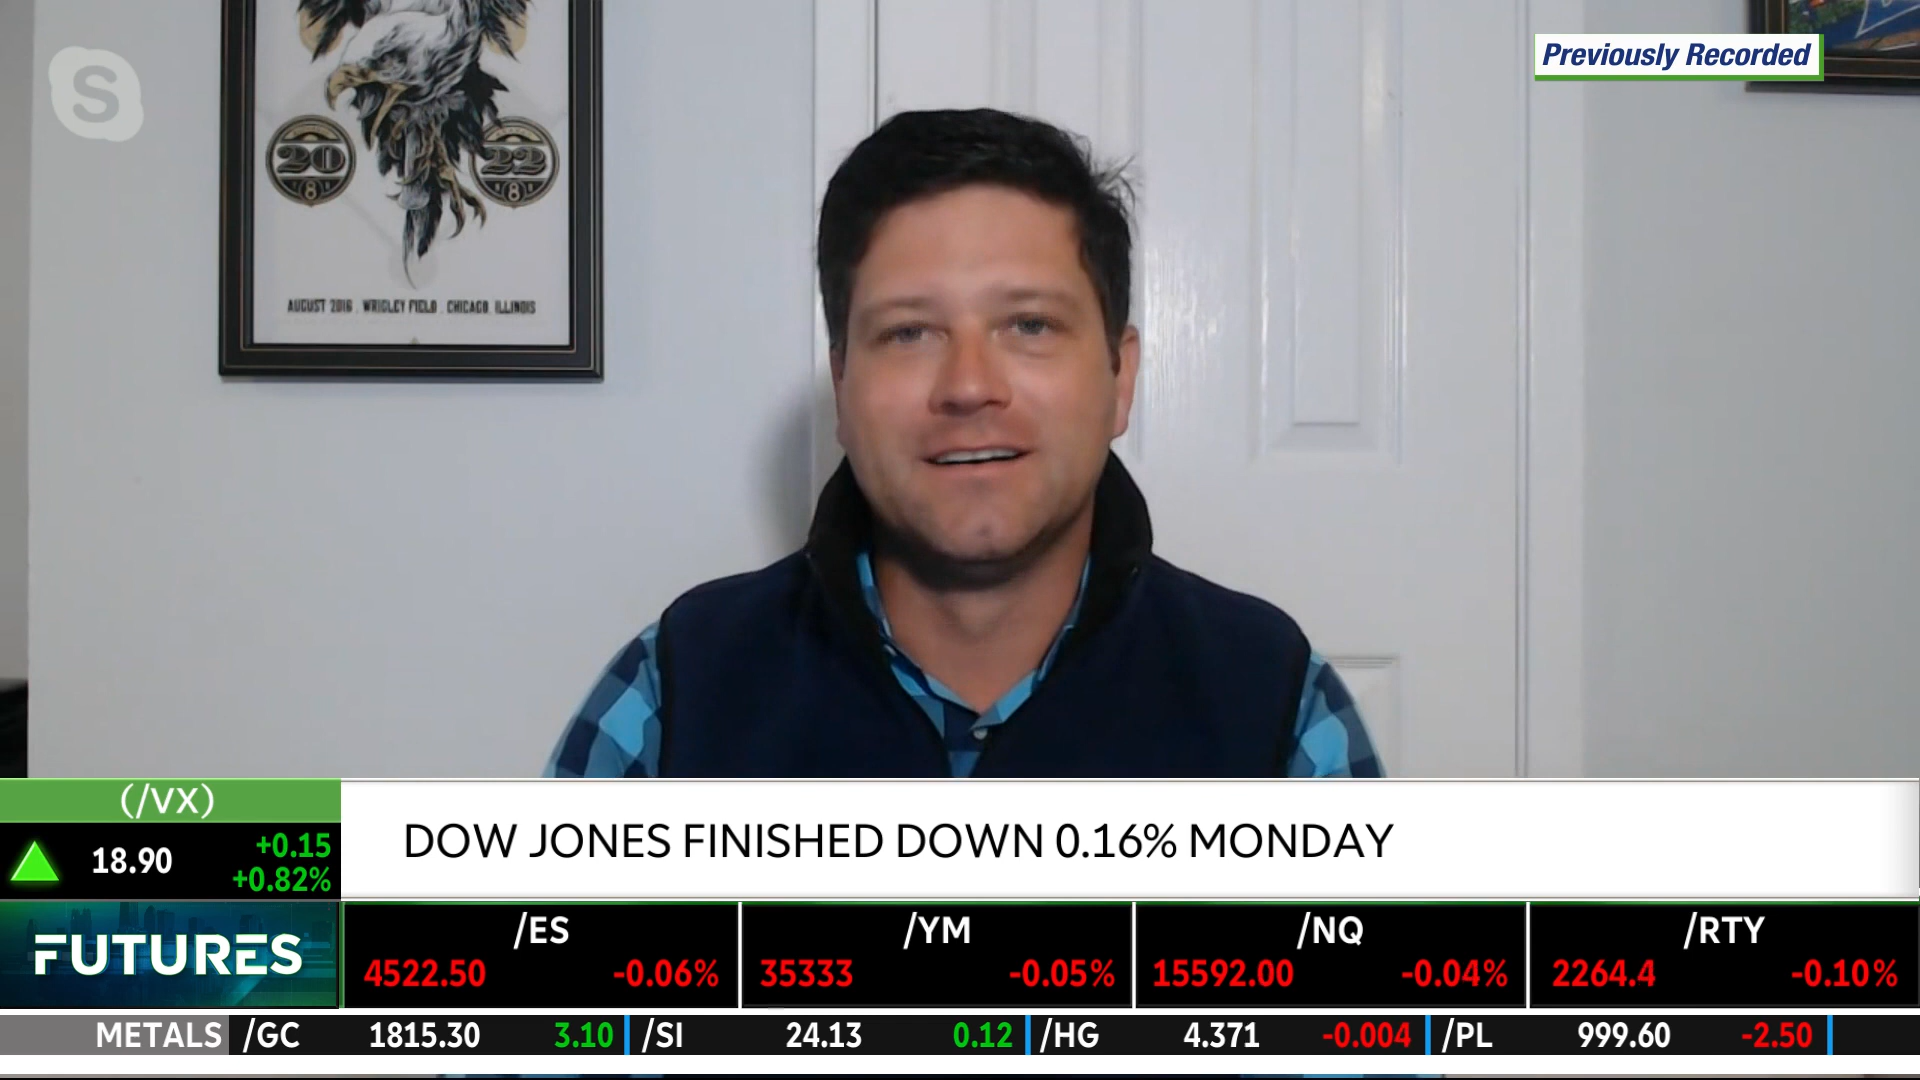 S
20
8
22
8
AUGUST 2016 . WRIGLEY FIELD . CHICAGO. ILLINOIS
Previously Recorded
(/VX)
18.90 +0.15
+0.82%
DOW JONES FINISHED DOWN 0.16% MONDAY
FUTURES
/ES
4522.50 -0.06%
/YM
35333 -0.05%
/NQ
15592.00 -0.04%
/RTY
2264.4 -0.10%
METALS /GC 1815.30 3.10 /SI 24.13 0.12 /HG 4.371 -0.004 /PL 999.60 -2.50